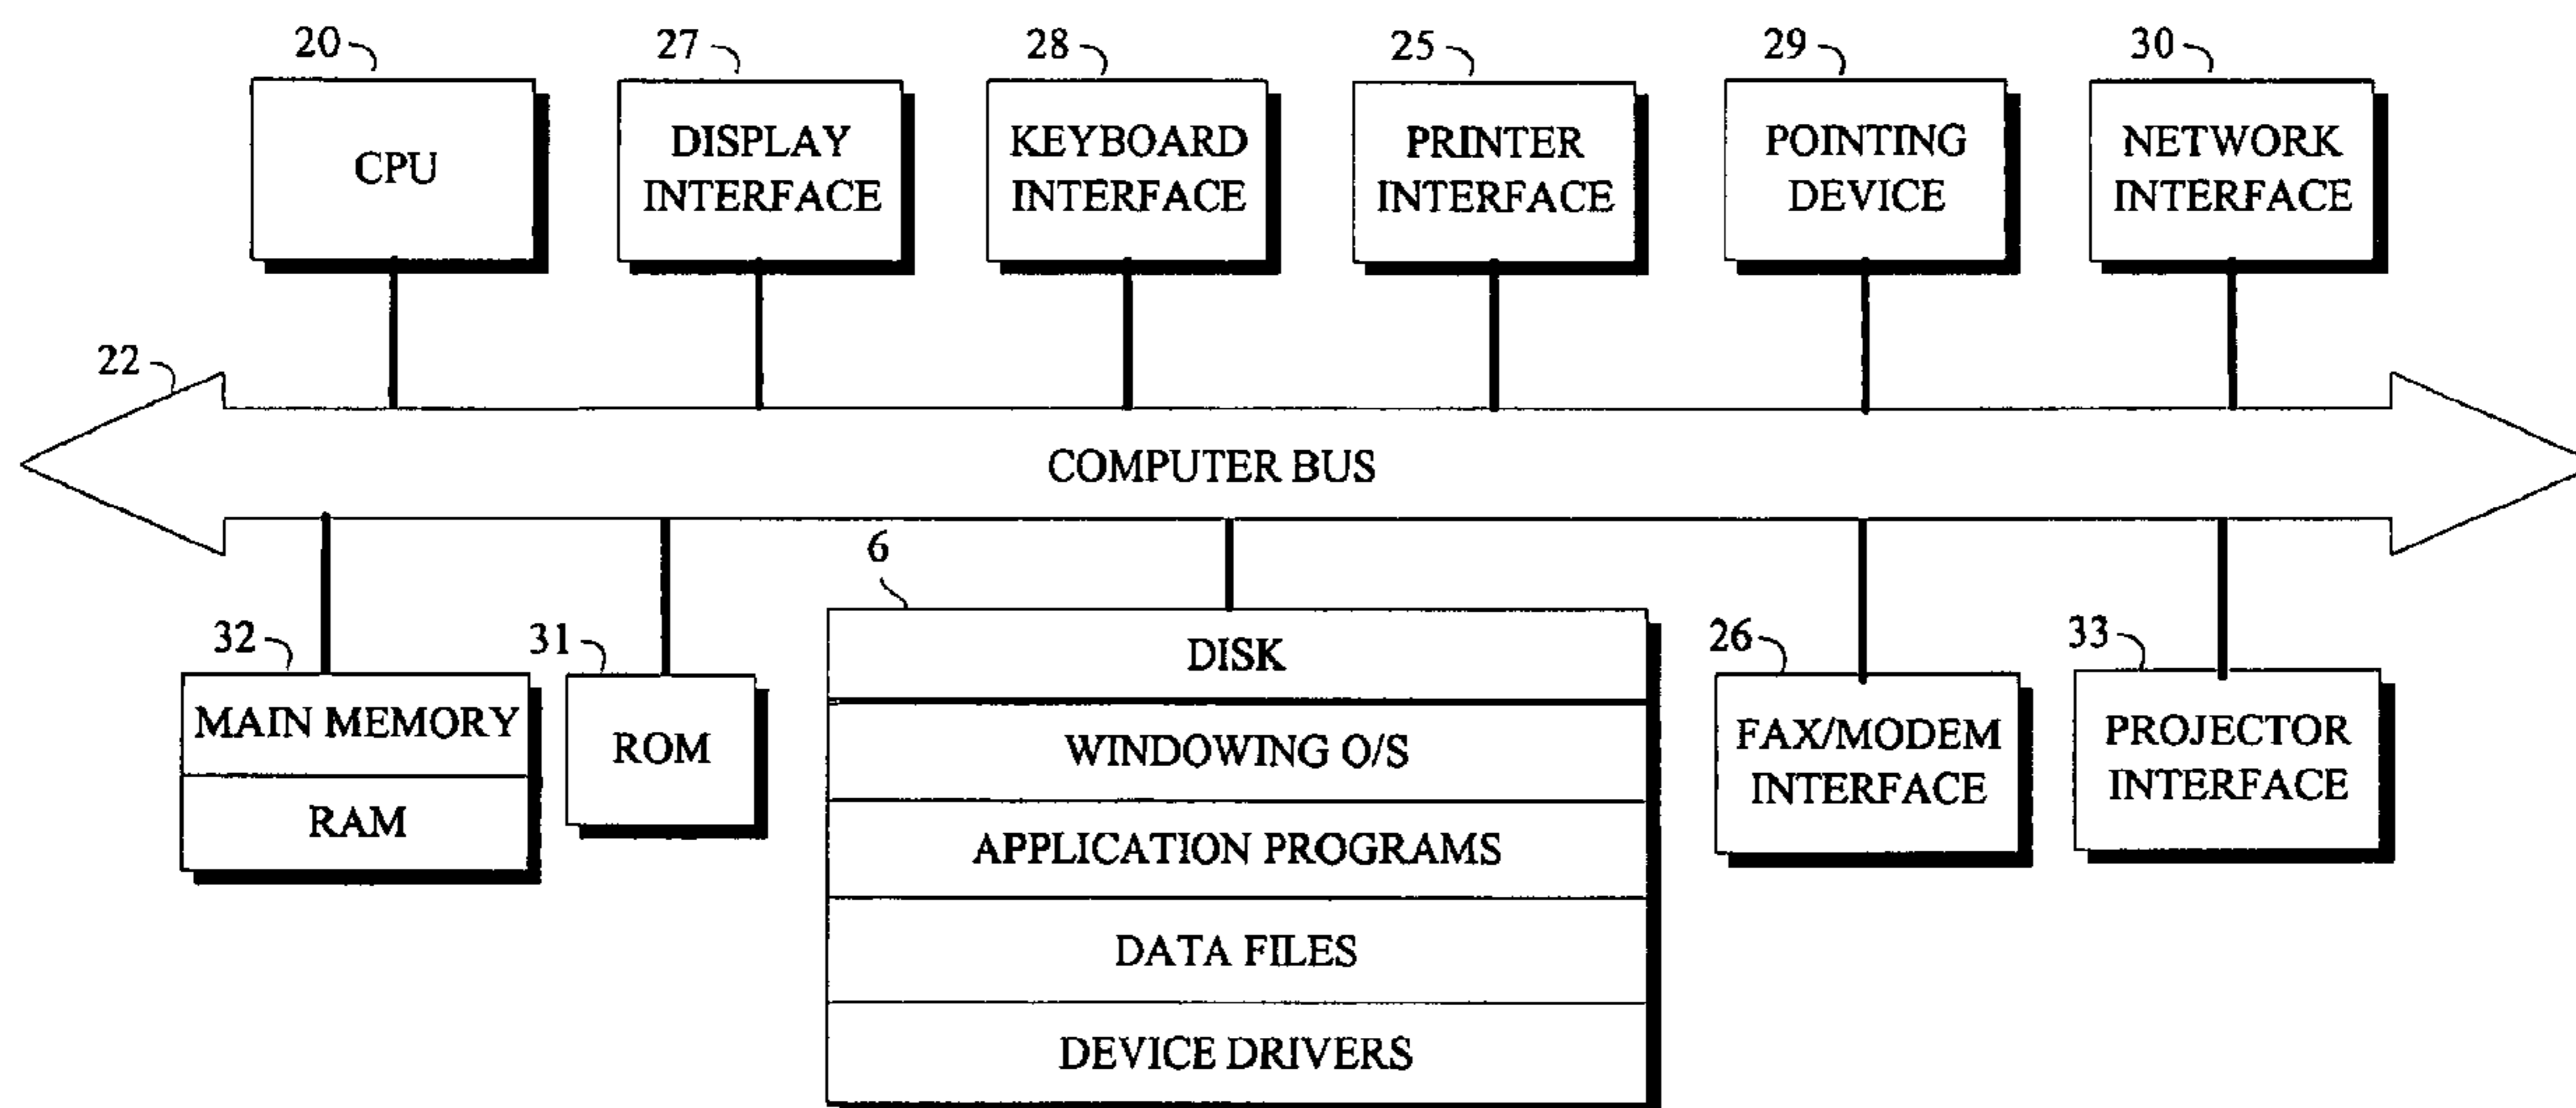 20
27
28
25
29
30
CPU
DISPLAY
INTERFACE
KEYBOARD
INTERFACE
PRINTER
INTERFACE
POINTING
DEVICE
NETWORK
INTERFACE
22
COMPUTER BUS
32
MAIN MEMORY
RAM
31
ROM
6
DISK
WINDOWING O/S
APPLICATION PROGRAMS
DATA FILES
DEVICE DRIVERS
26
FAX/MODEM
INTERFACE
33
PROJECTOR
INTERFACE